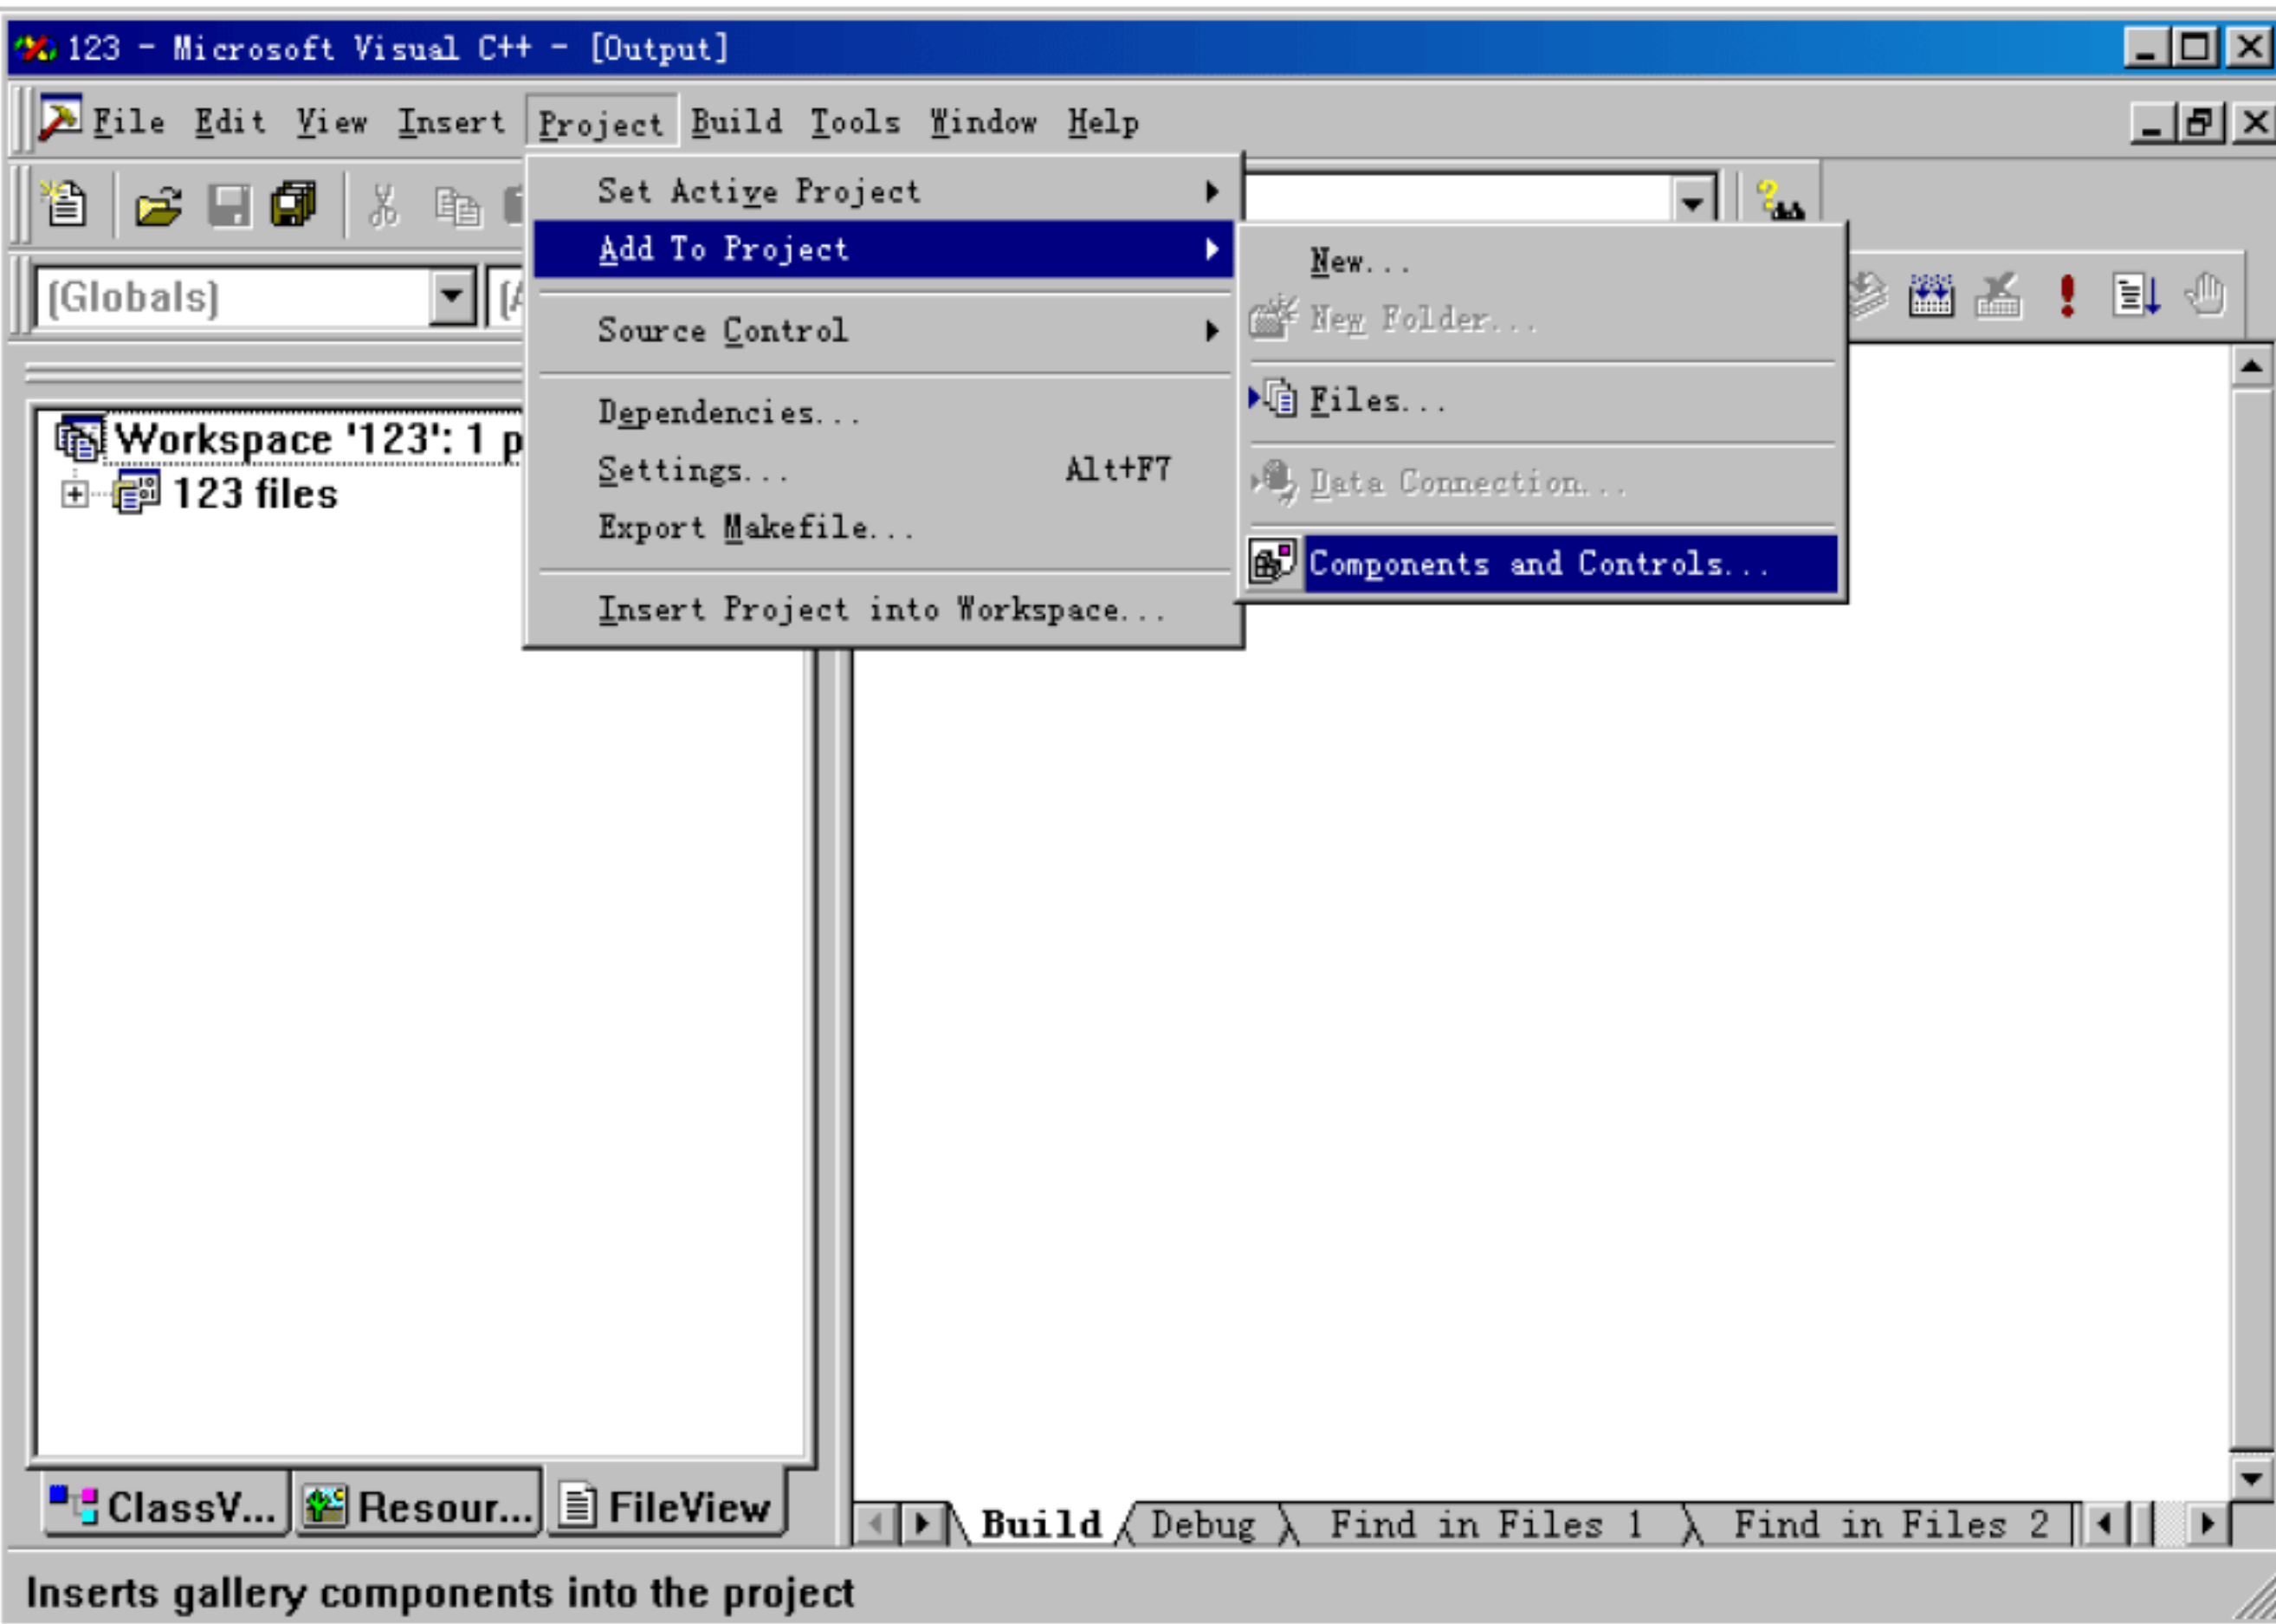 123 - Microsoft Visual C++ - [Output]
File Edit View Insert Project Build Tools Window Help
Set Active Project
Add To Project
New...
(Globals)
New Folder...
Source Control
Files...
Dependencies...
Workspace '123': 1 p
Settings... Alt+F7
Data Connection...
123 files
Export Makefile...
Components and Controls...
Insert Project into Workspace...
ClassV... Resour... FileView
Build Debug Find in Files 1 Find in Files 2
Inserts gallery components into the project